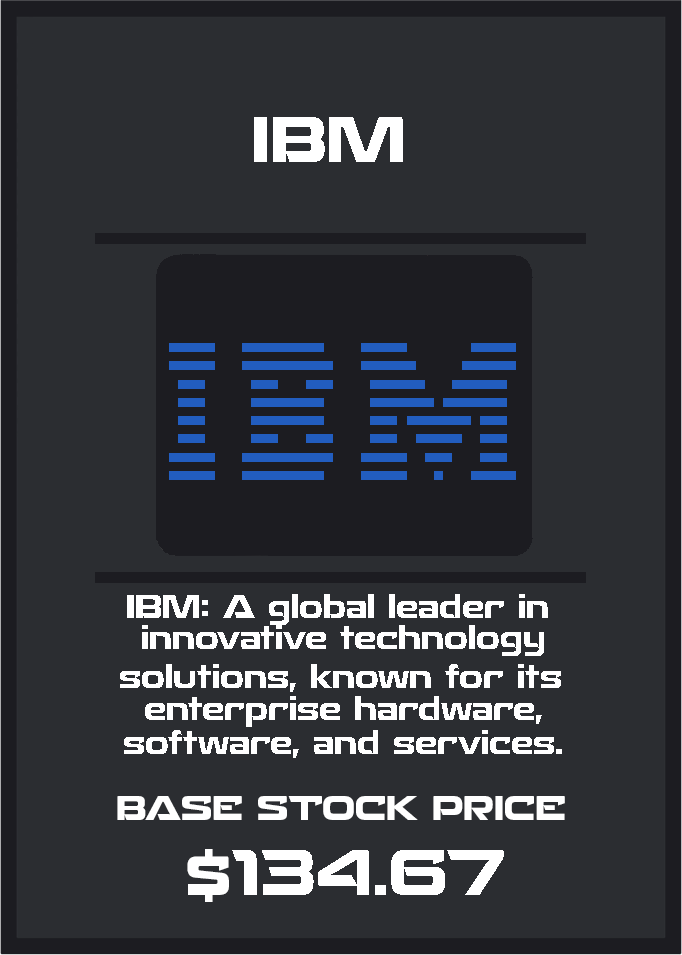 IBM
IBM
IBM: A global leader in
innovative technology
solutions, known for its
enterprise hardware,
software, and services.
BASE STOCK PRICE
$134.67